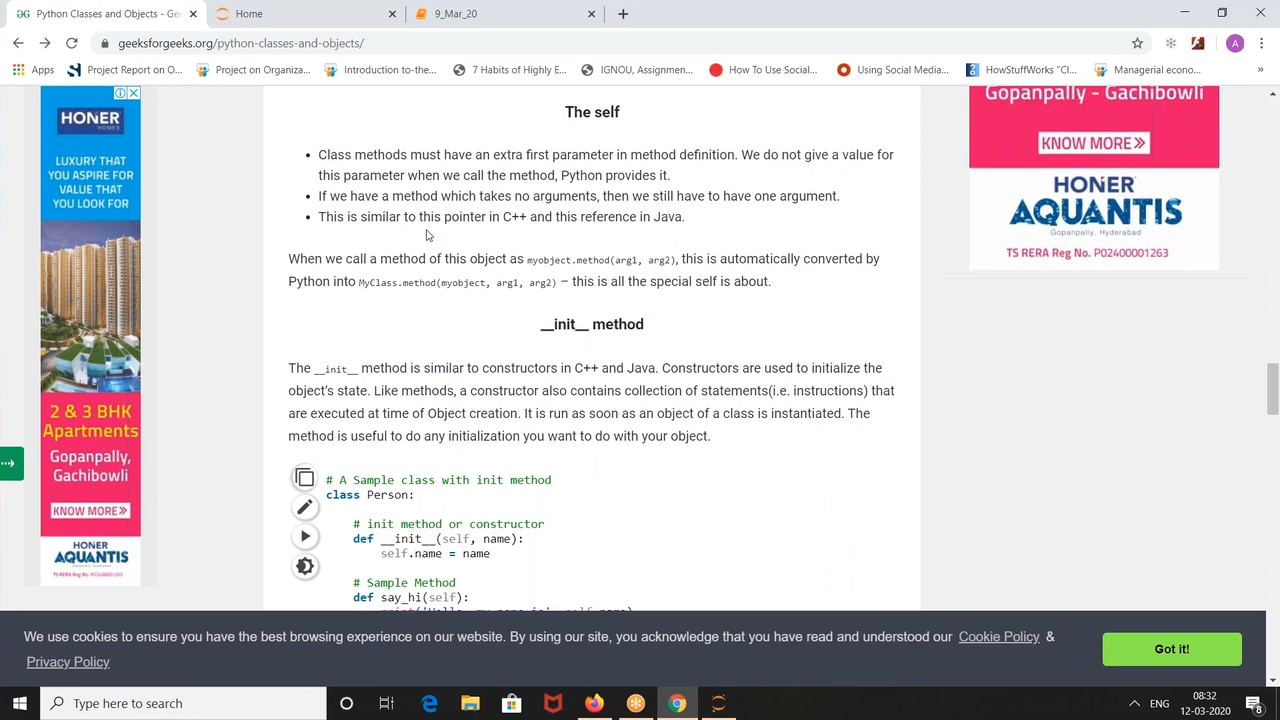 Python Classes and Objects - Gee
Home
9_Mar_20
geeksforgeeks.org/python-classes-and-objects/
A
Apps
Project Report on O...
Project on Organiza...
Introduction to-the...
7 Habits of Highly E...
IGNOU, Assignmen...
How To Use Social...
Using Social Media...
HowStuffWorks "Cl...
Managerial econo...
»
HONER
HOMES
LUXURY THAT
YOU ASPIRE FOR
VALUE THAT
YOU LOOK FOR
2 & 3 BHK
Apartments
Gopanpally,
Gachibowli
KNOW MORE»
HONER
AQUANTIS
TS RERA Reg No. P02400001263
The self
• Class methods must have an extra first parameter in method definition. We do not give a value for
this parameter when we call the method, Python provides it.
• If we have a method which takes no arguments, then we still have to have one argument.
• This is similar to this pointer in C++ and this reference in Java.
When we call a method of this object as myobject.method(arg1, arg2), this is automatically converted by
Python into MyClass.method(myobject, arg1, arg2) – this is all the special self is about.
__init__ method
The __init__ method is similar to constructors in C++ and Java. Constructors are used to initialize the
object's state. Like methods, a constructor also contains collection of statements(i.e. instructions) that
are executed at time of Object creation. It is run as soon as an object of a class is instantiated. The
method is useful to do any initialization you want to do with your object.
# A Sample class with init method
class Person:
# init method or constructor
def __init__(self, name):
self.name = name
# Sample Method
def say_hi(self):
print('Hello, my name is', self.name)
Gopanpally - Gachibowli
KNOW MORE»
HONER
AQUANTIS
Gopanpally, Hyderabad
TS RERA Reg No. P02400001263
We use cookies to ensure you have the best browsing experience on our website. By using our site, you acknowledge that you have read and understood our Cookie Policy &
Privacy Policy
Got it!
Type here to search
ENG
08:32
12-03-2020
8